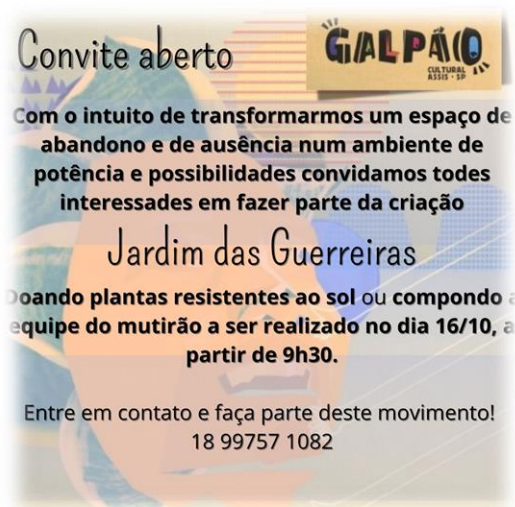 Convite aberto
GALPÃO
CULTURAL
ASSIS - SP
Com o intuito de transformarmos um espaço de
abandono e de ausência num ambiente de
potência e possibilidades convidamos todes
interessades em fazer parte da criação
Jardim das Guerreiras
Doando plantas resistentes ao sol ou compondo a
equipe do mutirão a ser realizado no dia 16/10, a
partir de 9h30.
Entre em contato e faça parte deste movimento!
18 99757 1082